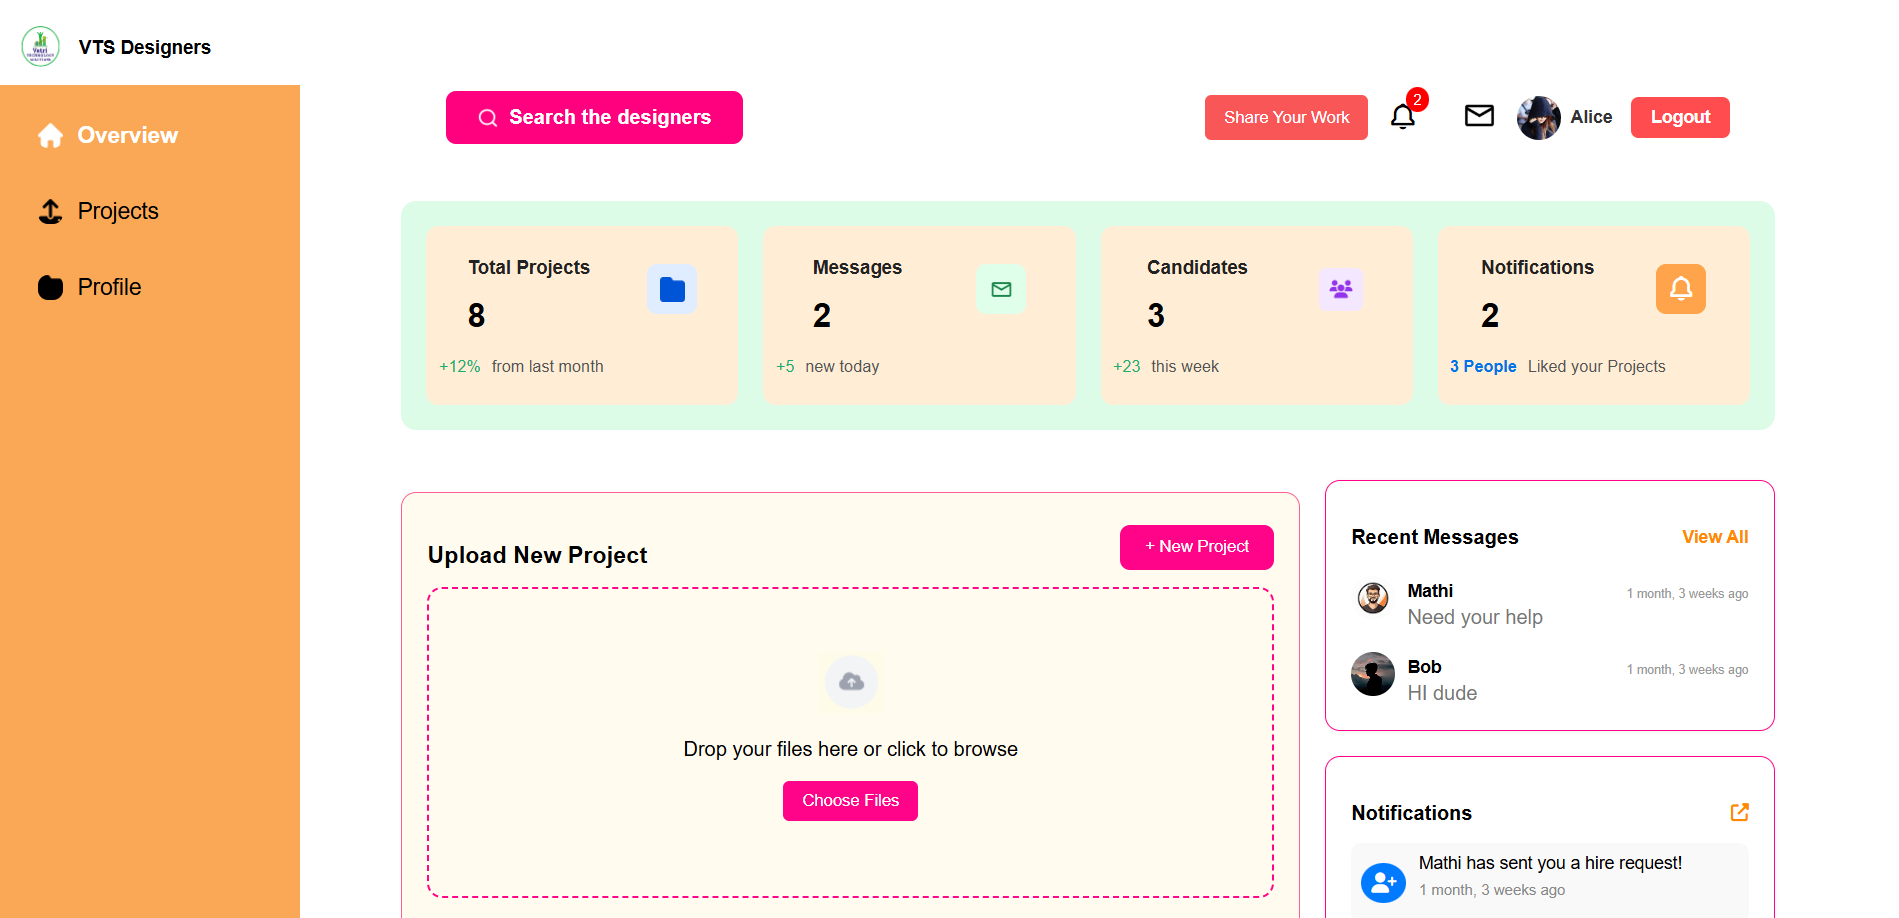 VTS Designers
Overview
Projects
Profile
Search the designers
Share Your Work
2
Alice
Logout
Total Projects
8
+12% from last month
Messages
2
+5 new today
Candidates
3
+23 this week
Notifications
2
3 People Liked your Projects
Upload New Project
+ New Project
Drop your files here or click to browse
Choose Files
Recent Messages
View All
Mathi
1 month, 3 weeks ago
Need your help
Bob
1 month, 3 weeks ago
HI dude
Notifications
Mathi has sent you a hire request!
1 month, 3 weeks ago